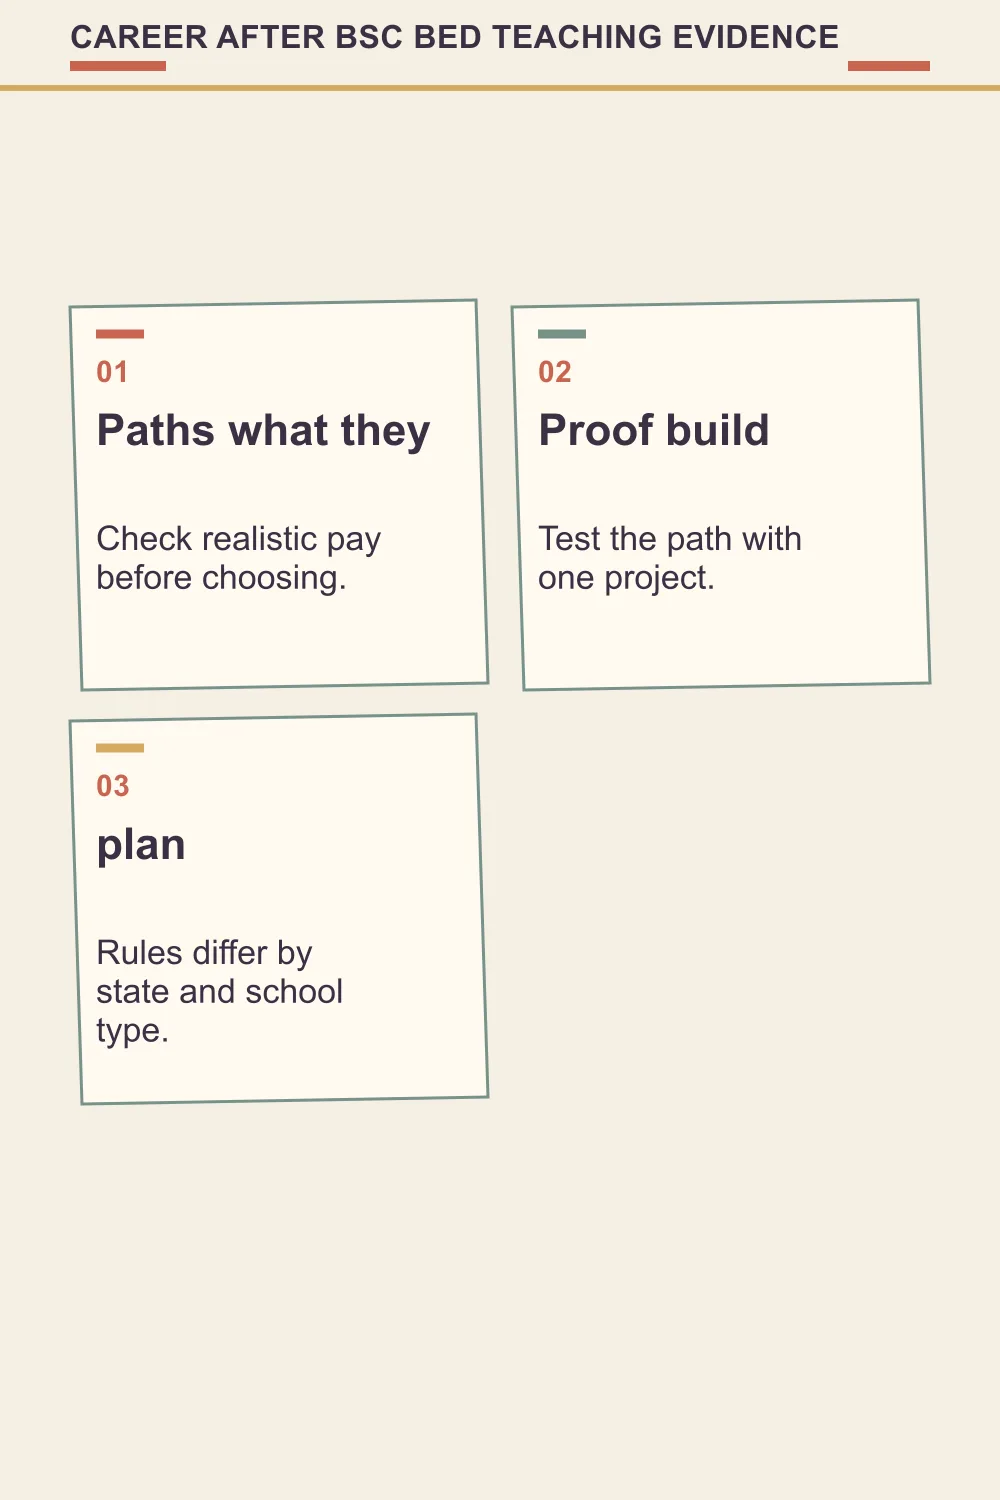 CAREER AFTER BSC BED TEACHING EVIDENCE
01
Paths what they
Check realistic pay
before choosing.
02
Proof build
Test the path with
one project.
03
plan
Rules differ by
state and school
type.